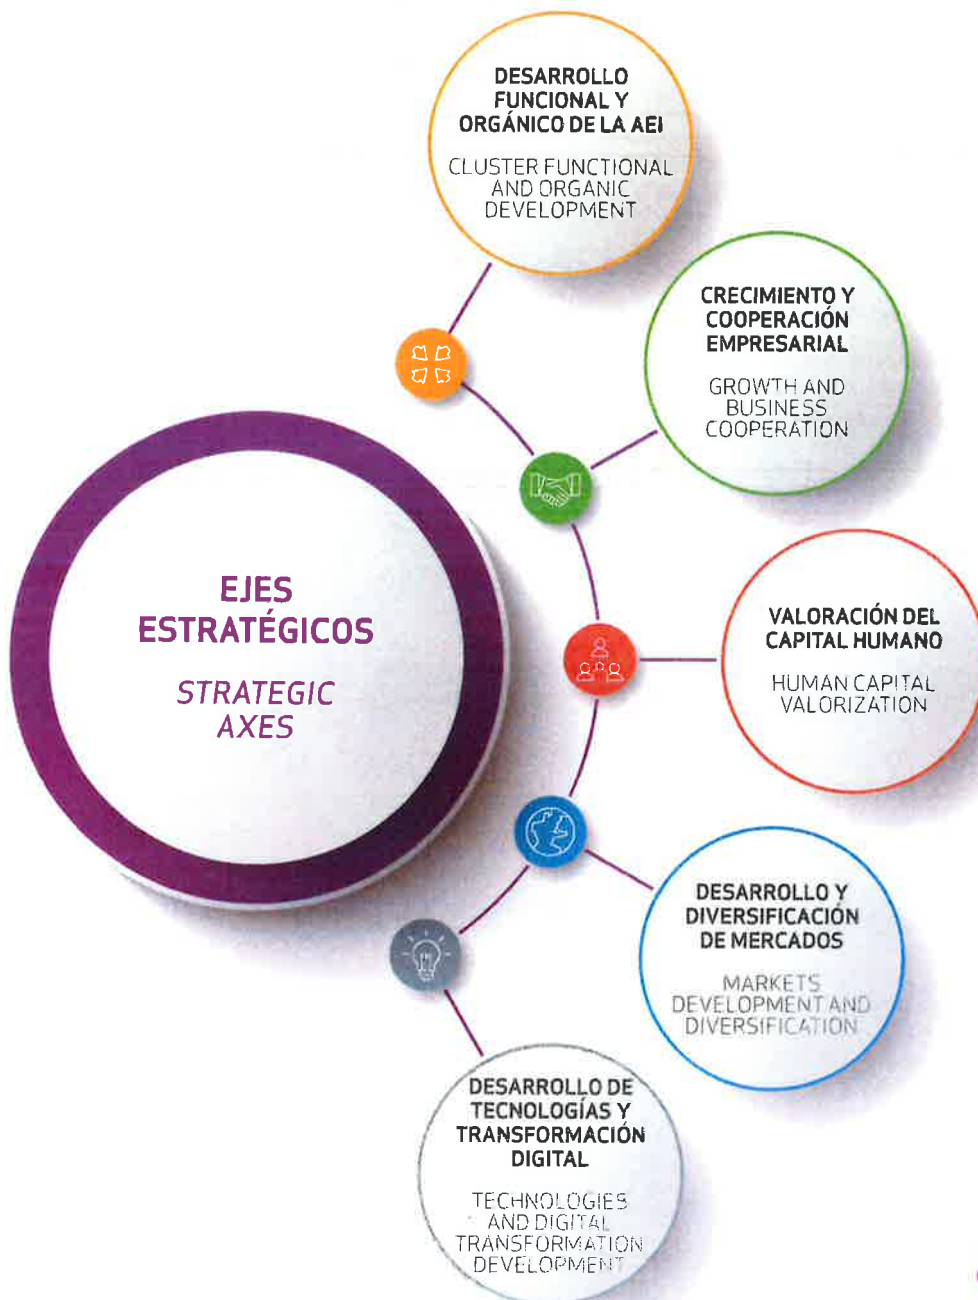 DESARROLLO
FUNCIONAL Y
ORGÁNICO DE LA AEI
CLUSTER FUNCTIONAL
AND ORGANIC
DEVELOPMENT
CRECIMIENTO Y
COOPERACIÓN
EMPRESARIAL
GROWTH AND
BUSINESS
COOPERATION
EJES
ESTRATÉGICOS
STRATEGIC
AXES
VALORACIÓN DEL
CAPITAL HUMANO
HUMAN CAPITAL
VALORIZATION
DESARROLLO Y
DIVERSIFICACIÓN
DE MERCADOS
MARKETS
DEVELOPMENT AND
DIVERSIFICATION
DESARROLLO DE
TECNOLOGÍAS Y
TRANSFORMACIÓN
DIGITAL
TECHNOLOGIES
AND DIGITAL
TRANSFORMATION
DEVELOPMENT